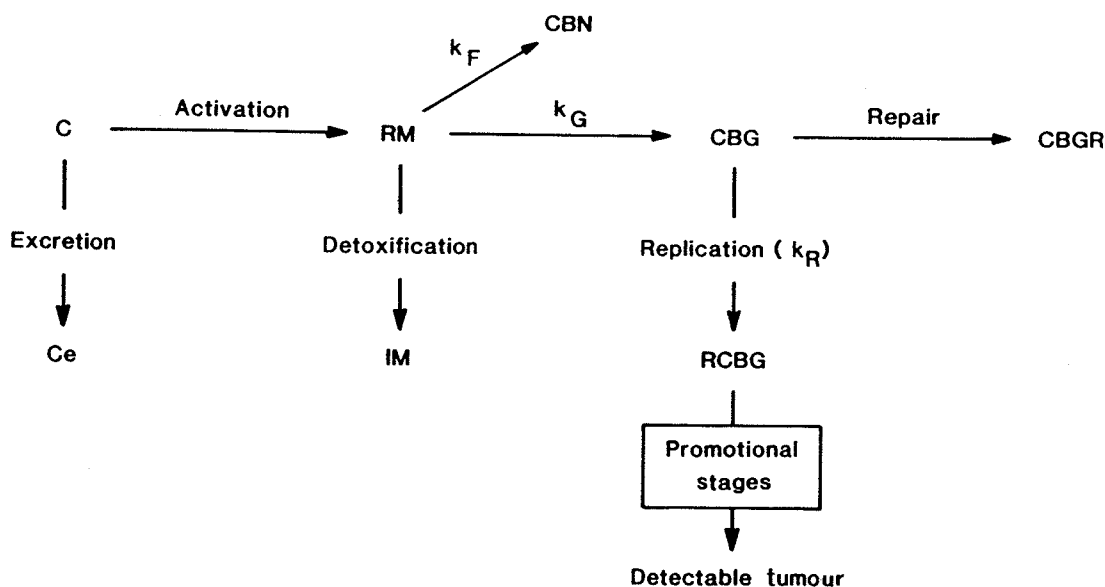 CBN
k_F
Activation
C
RM
k_G
CBG
Repair
CBGR
Excretion
Detoxification
Replication ( k_R )
Ce
IM
RCBG
Promotional
stages
Detectable tumour